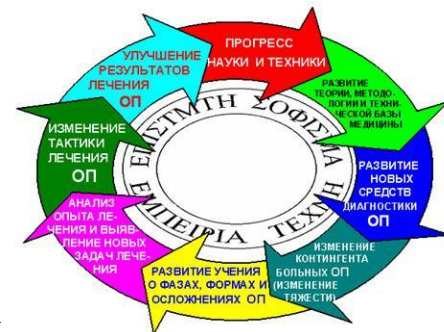 ПРОГРЕСС
НАУКИ И ТЕХНИКИ
РАЗВИТИЕ
ТЕОРИИ, МЕТОДО-
ЛОГИИ И ТЕХНИ-
ЧЕСКОЙ БАЗЫ
МЕДИЦИНЫ
РАЗВИТИЕ
НОВЫХ
СРЕДСТВ
ДИАГНОСТИКИ
ОП
ИЗМЕНЕНИЕ
КОНТИНГЕНТА
БОЛЬНЫХ ОП
(ИЗМЕНЕНИЕ
ТЯЖЕСТИ)
РАЗВИТИЕ УЧЕНИЯ
О ФАЗАХ, ФОРМАХ И
ОСЛОЖНЕНИЯХ ОП
АНАЛИЗ
ОПЫТА ЛЕ-
ЧЕНИЯ И ВЫЯВ-
ЛЕНИЕ НОВЫХ
ЗАДАЧ ЛЕЧЕ-
НИЯ
ИЗМЕНЕНИЕ
ТАКТИКИ
ЛЕЧЕНИЯ
ОП
УЛУЧШЕНИЕ
РЕЗУЛЬТАТОВ
ЛЕЧЕНИЯ
ОП
ΕΠΙΣΤΜΤΗ ΣΟΦΙΣΜΑ
ΕΜΠΕΙΡΙΑ ΤΕΧΝΗ